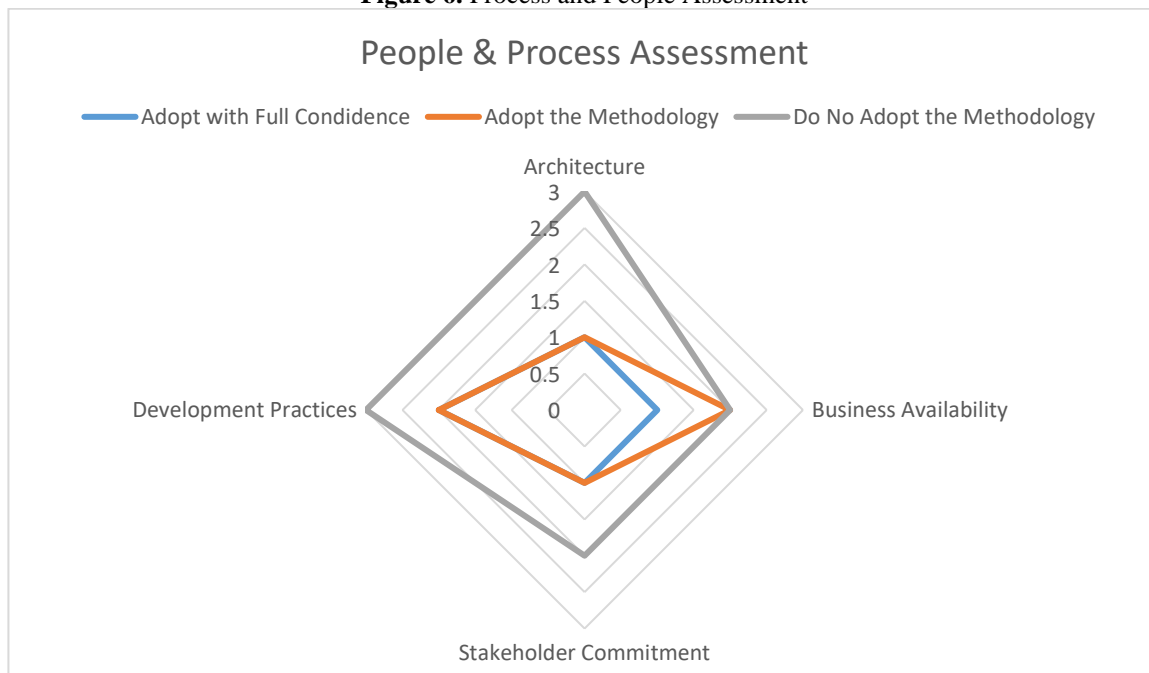 Figure 6. Process and People Assessment
People & Process Assessment
Adopt with Full Condidence Adopt the Methodology Do No Adopt the Methodology
Architecture
3
2.5
2
1.5
1
0.5
0
Development Practices
Business Availability
Stakeholder Commitment